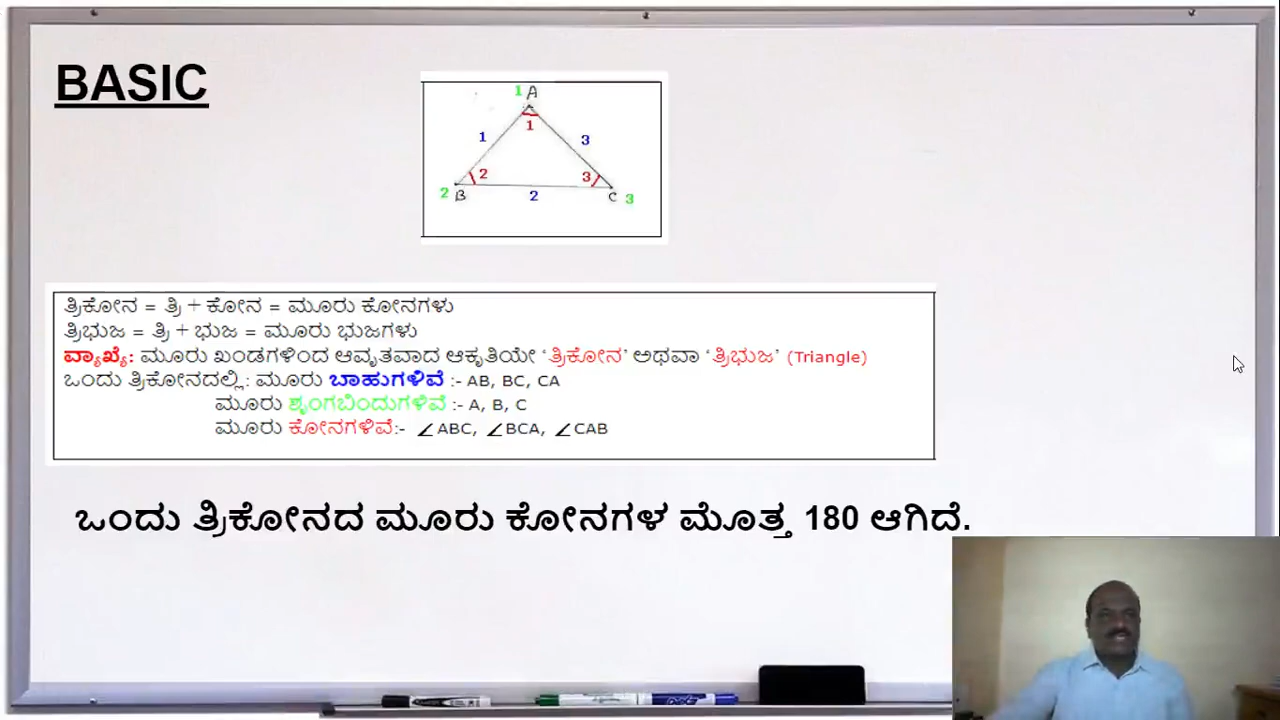 BASIC
1 A
1
1
3
2
3
2 B
2
C 3
ತ್ರಿಕೋನ = ತ್ರಿ + ಕೋನ = ಮೂರು ಕೋನಗಳು
ತ್ರಿಭುಜ = ತ್ರಿ + ಭುಜ = ಮೂರು ಭುಜಗಳು
ವ್ಯಾಖ್ಯೆ: ಮೂರು ಖಂಡಗಳಿಂದ ಆವೃತವಾದ ಆಕೃತಿಯೇ ‘ತ್ರಿಕೋನ’ ಅಥವಾ ‘ತ್ರಿಭುಜ’ (Triangle)
ಒಂದು ತ್ರಿಕೋನದಲ್ಲಿ : ಮೂರು ಬಾಹುಗಳಿವೆ :- AB, BC, CA
ಮೂರು ಶೃಂಗಬಿಂದುಗಳಿವೆ :- A, B, C
ಮೂರು ಕೋನಗಳಿವೆ:- ∠ABC, ∠BCA, ∠CAB
ಒಂದು ತ್ರಿಕೋನದ ಮೂರು ಕೋನಗಳ ಮೊತ್ತ 180 ಆಗಿದೆ.